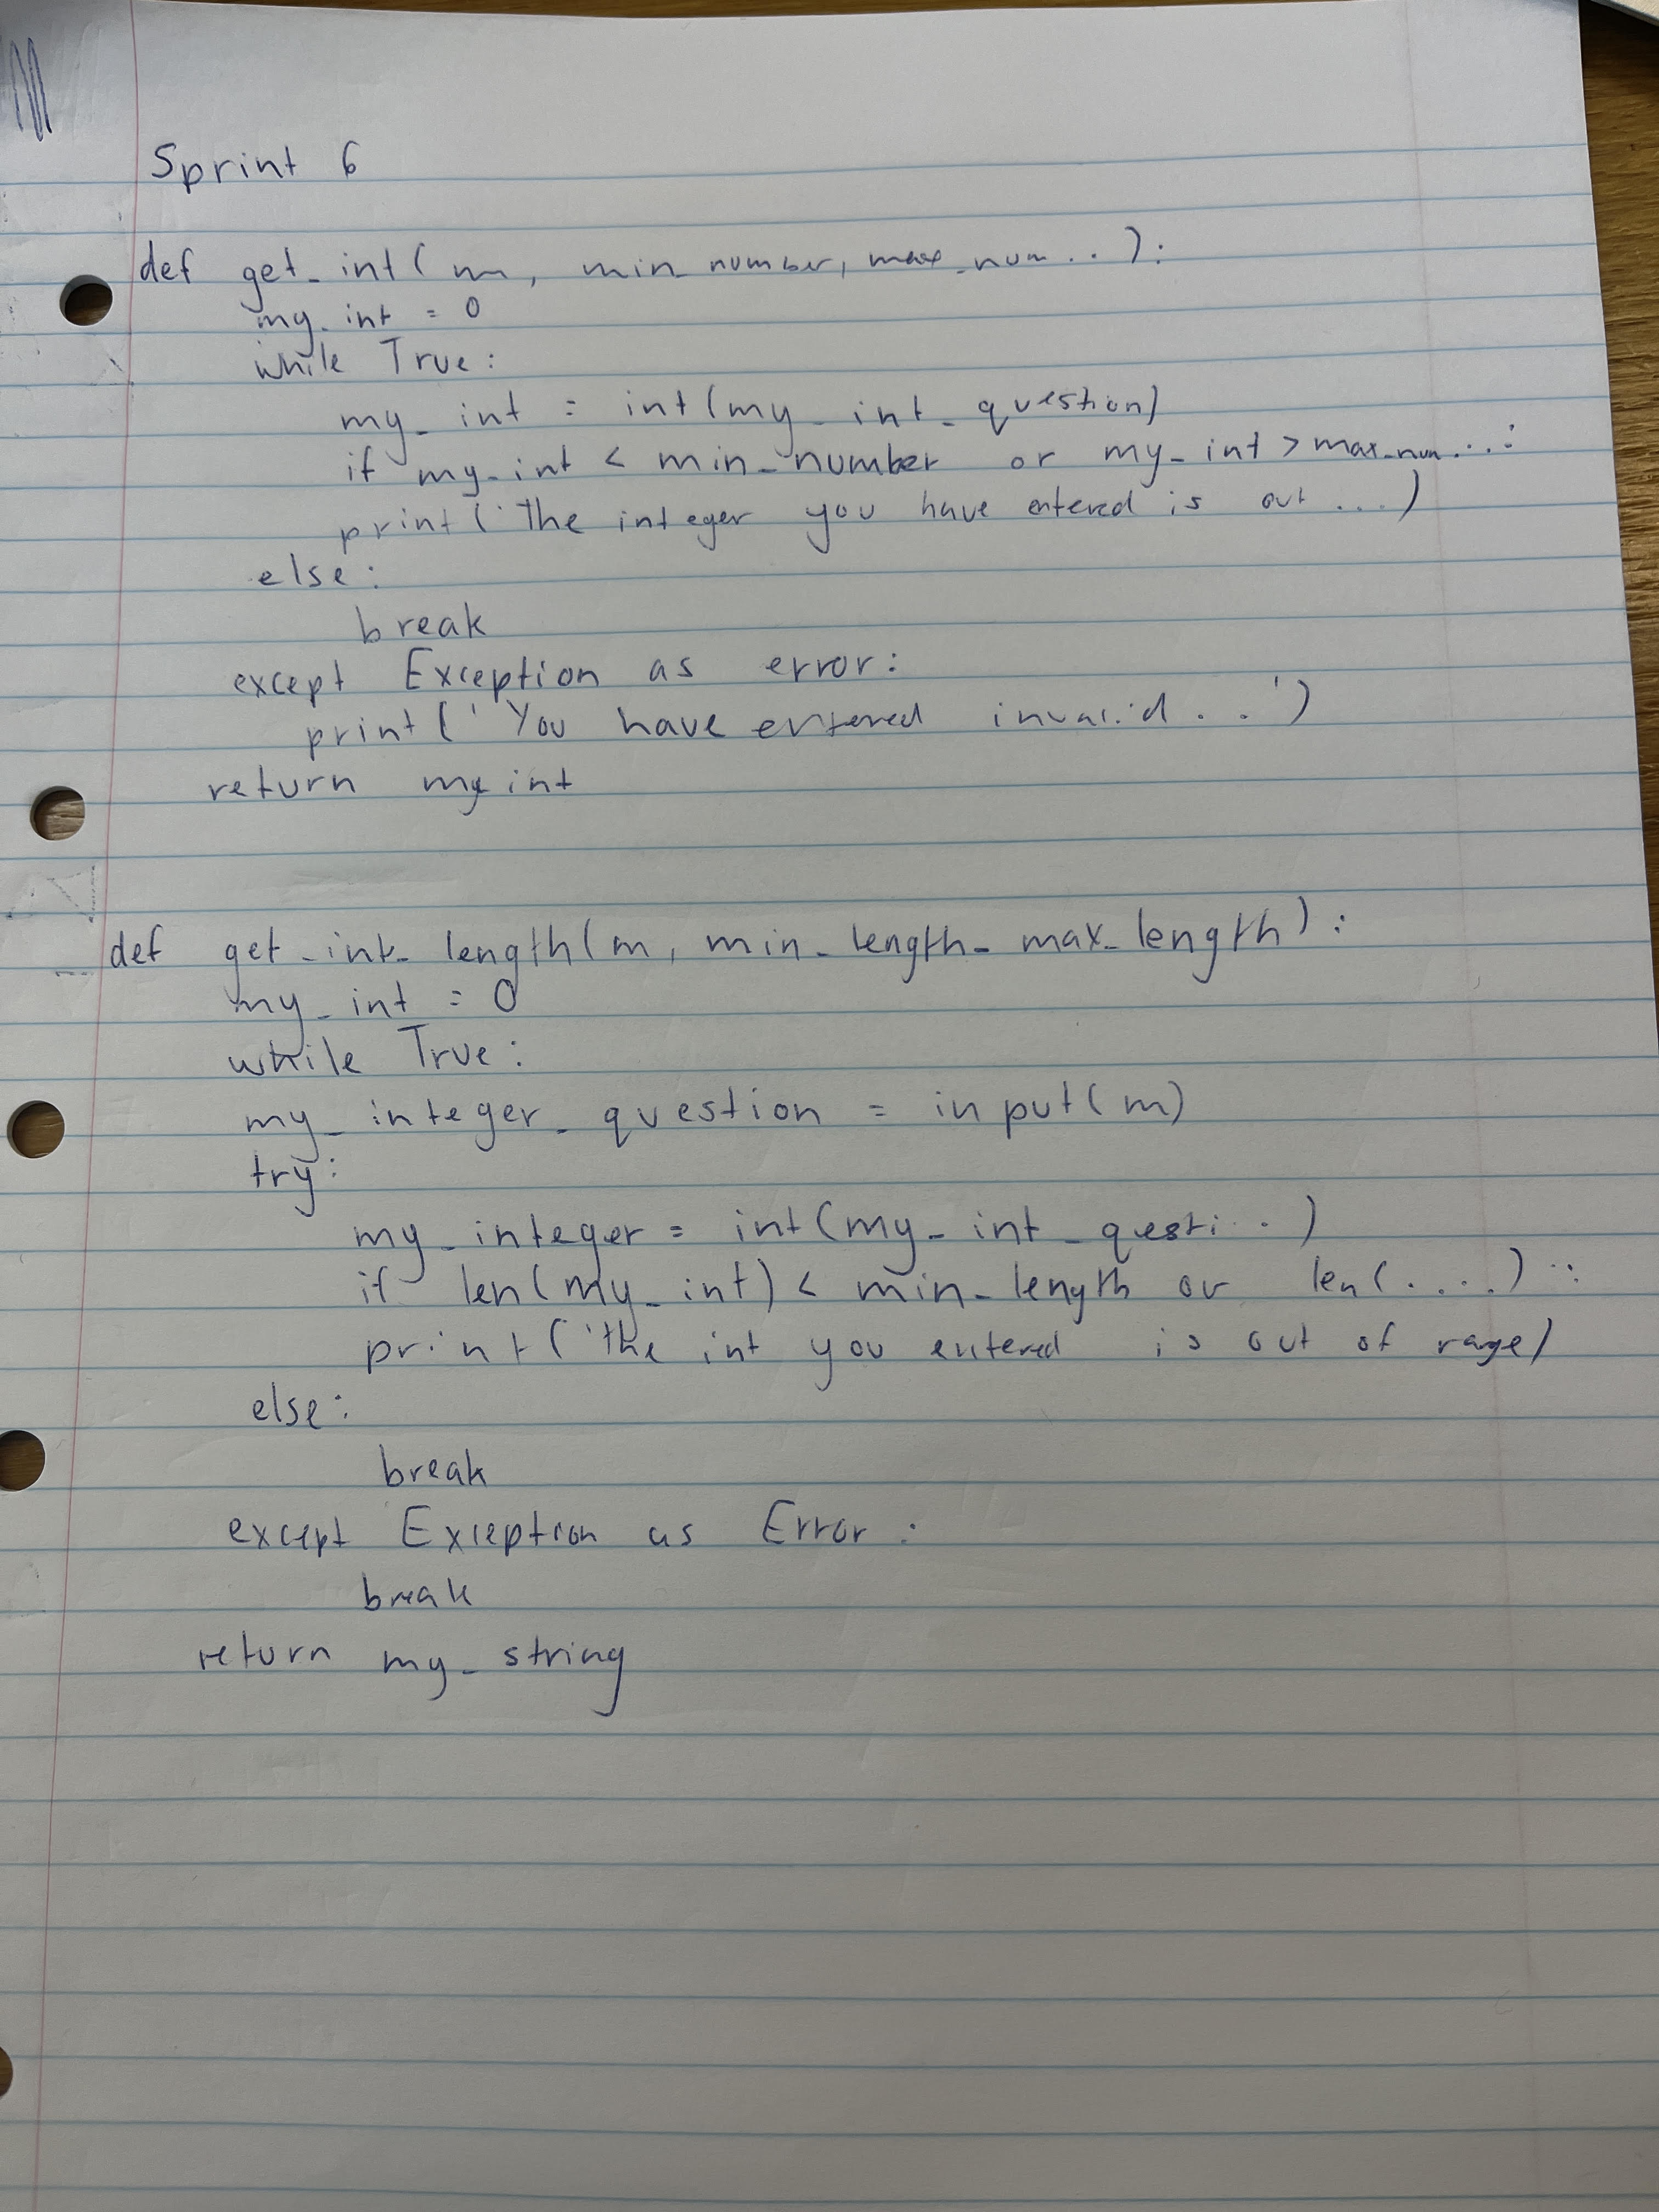 Sprint 6
def get_int(m, min_number, max_num..):
my_int = 0
while True:
my_int = int(my_int_question)
if my_int < min_number or my_int > max_num...:
print('The integer you have entered is out ...)
else:
break
except Exception as error:
print('You have entered invalid..')
return my int
def get_int_length(m, min_length_max_length):
my_int = 0
while True:
my_integer_question = input(m)
try:
my_integer = int(my_int_questi...)
if len(my_int) < min_length or len(....)::
print('the int you entered is out of range)
else:
break
except Exception as Error:
break
return my_string